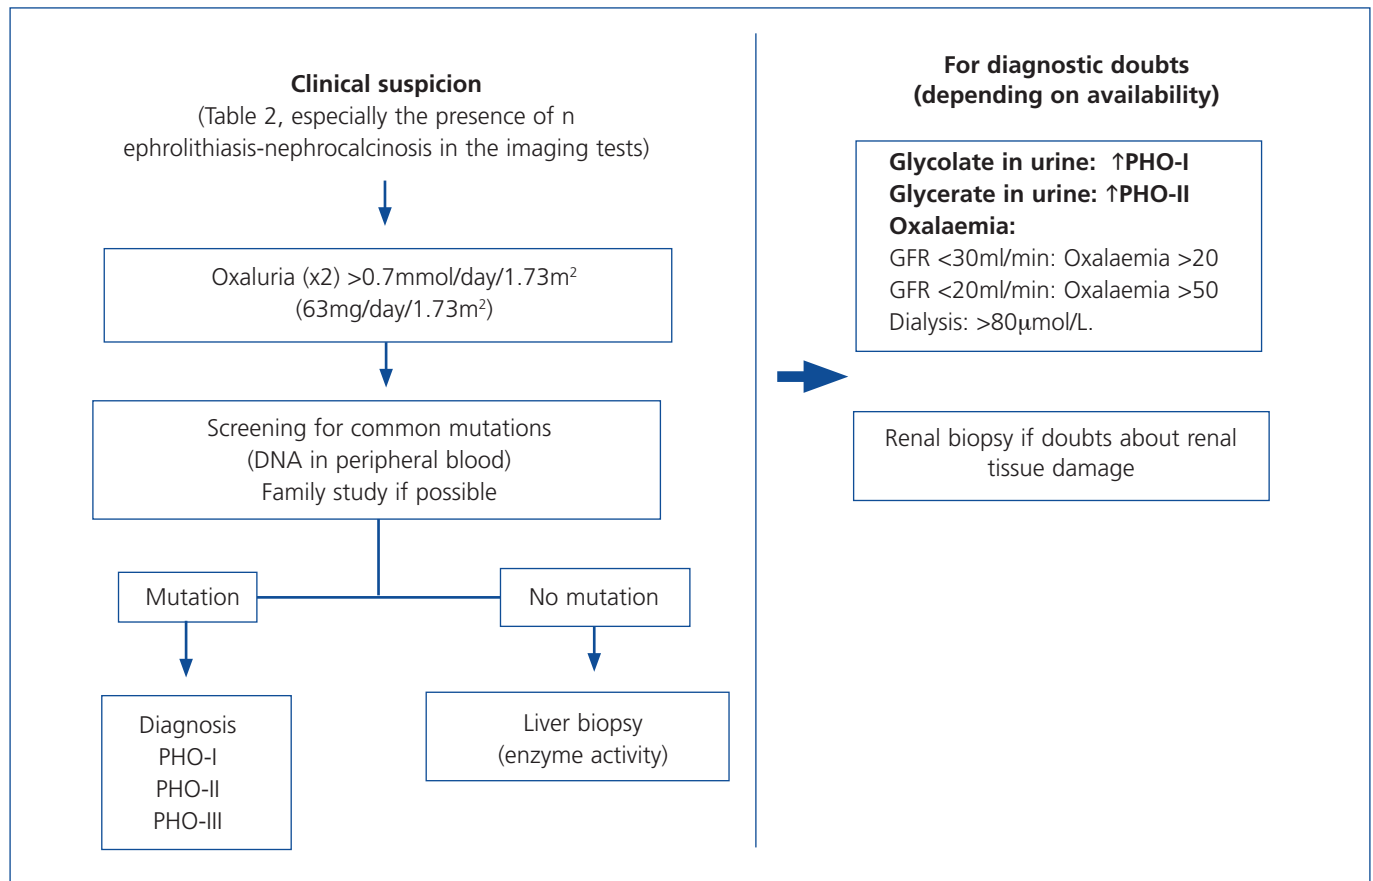 Clinical suspicion
(Table 2, especially the presence of n
ephrolithiasis-nephrocalcinosis in the imaging tests)
Oxaluria (x2) >0.7mmol/day/1.73m²
(63mg/day/1.73m²)
Screening for common mutations
(DNA in peripheral blood)
Family study if possible
Mutation
No mutation
Diagnosis
PHO-I
PHO-II
PHO-III
Liver biopsy
(enzyme activity)
For diagnostic doubts
(depending on availability)
Glycolate in urine: ↑PHO-I
Glycerate in urine: ↑PHO-II
Oxalaemia:
GFR <30ml/min: Oxalaemia >20
GFR <20ml/min: Oxalaemia >50
Dialysis: >80μmol/L.
Renal biopsy if doubts about renal
tissue damage